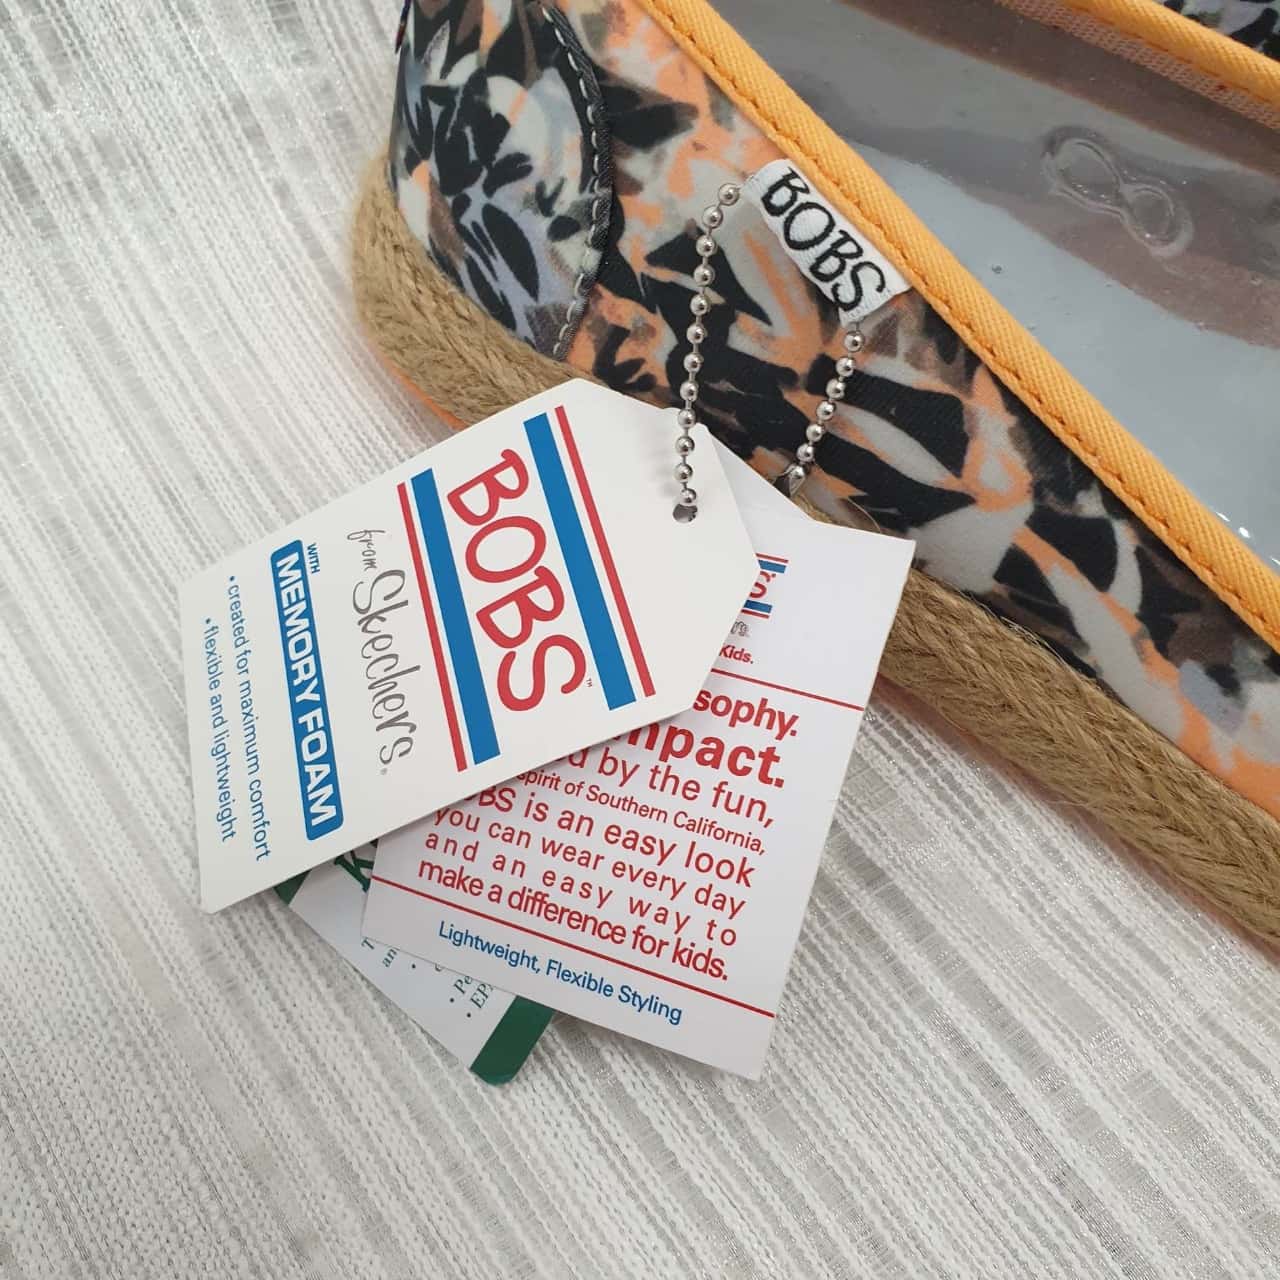 BOBS
BOBS™
from Skechers®
WITH
MEMORY FOAM
• created for maximum comfort
• flexible and lightweight
Kids.
sophy.
mpact.
d by the fun,
spirit of Southern California,
OBS is an easy look
you can wear every day
and an easy way to
make a difference for kids.
Lightweight, Flexible Styling